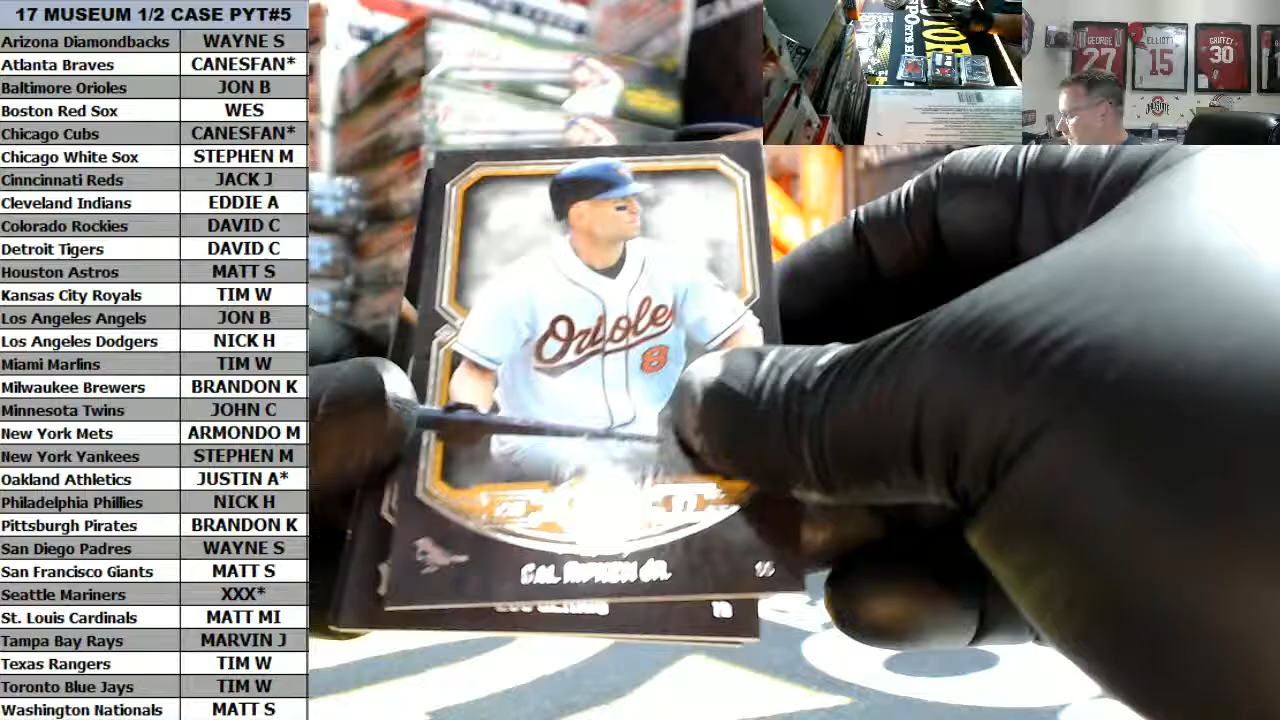 17 MUSEUM 1/2 CASE PYT#5
Arizona Diamondbacks WAYNE S
Atlanta Braves CANESFAN*
Baltimore Orioles JON B
Boston Red Sox WES
Chicago Cubs CANESFAN*
Chicago White Sox STEPHEN M
Cinncinnati Reds JACK J
Cleveland Indians EDDIE A
Colorado Rockies DAVID C
Detroit Tigers DAVID C
Houston Astros MATT S
Kansas City Royals TIM W
Los Angeles Angels JON B
Los Angeles Dodgers NICK H
Miami Marlins TIM W
Milwaukee Brewers BRANDON K
Minnesota Twins JOHN C
New York Mets ARMONDO M
New York Yankees STEPHEN M
Oakland Athletics JUSTIN A*
Philadelphia Phillies NICK H
Pittsburgh Pirates BRANDON K
San Diego Padres WAYNE S
San Francisco Giants MATT S
Seattle Mariners XXX*
St. Louis Cardinals MATT MI
Tampa Bay Rays MARVIN J
Texas Rangers TIM W
Toronto Blue Jays TIM W
Washington Nationals MATT S
Orioles
8
CAL RIPKEN JR.
GEORGE
27
ELLIOTT
15
30